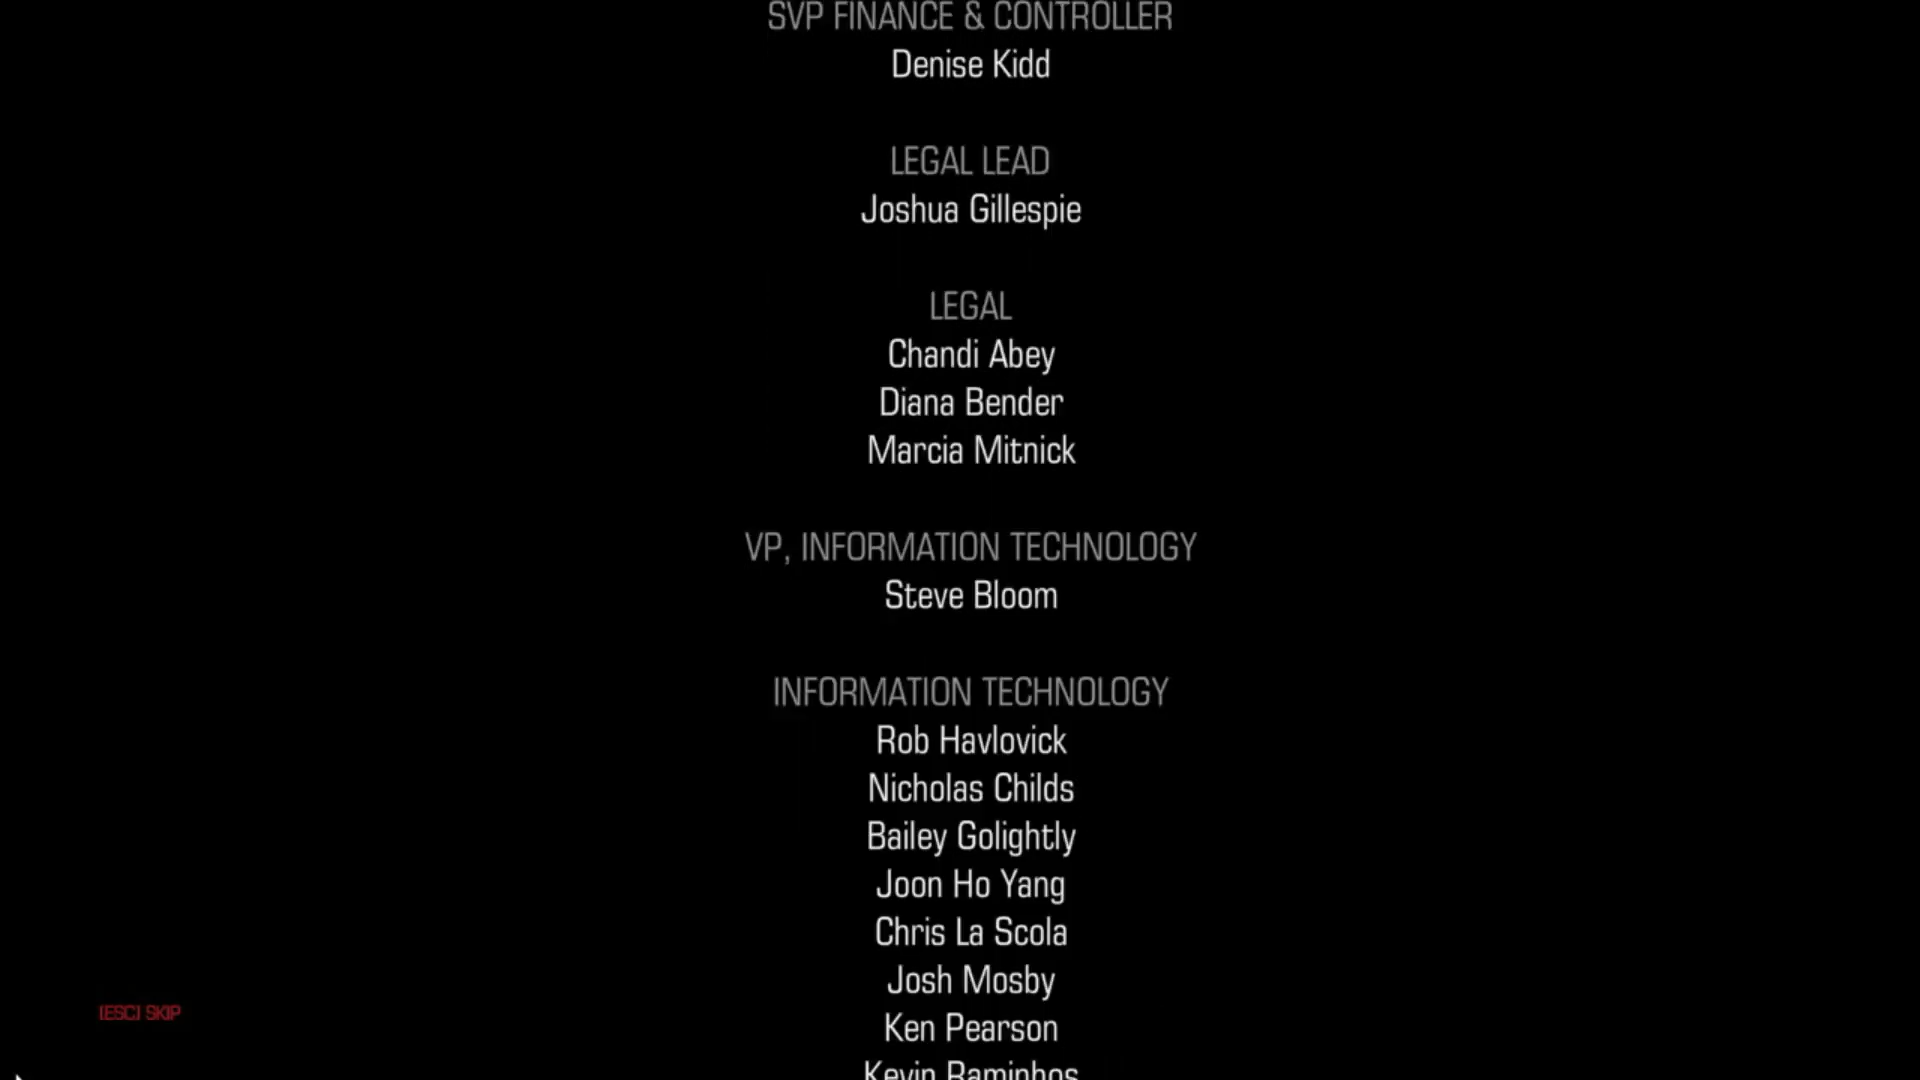 SVP FINANCE & CONTROLLER
Denise Kidd
LEGAL LEAD
Joshua Gillespie
LEGAL
Chandi Abey
Diana Bender
Marcia Mitnick
VP, INFORMATION TECHNOLOGY
Steve Bloom
INFORMATION TECHNOLOGY
Rob Havlovick
Nicholas Childs
Bailey Golightly
Joon Ho Yang
Chris La Scola
Josh Mosby
[ESC] SKIP
Ken Pearson
Kevin Raminhos